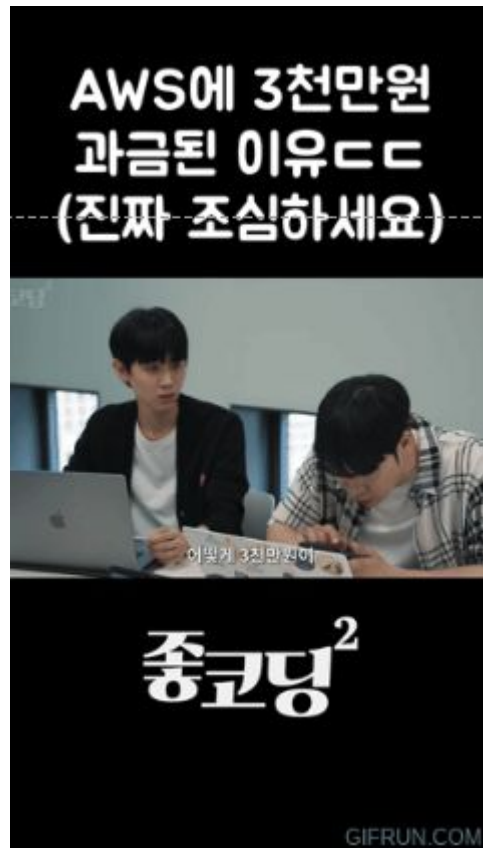 AWS에 3천만원
과금된 이유ㄷㄷ
(진짜 조심하세요)
어떻게 3천만원이
좋코딩2
GIFRUN.COM